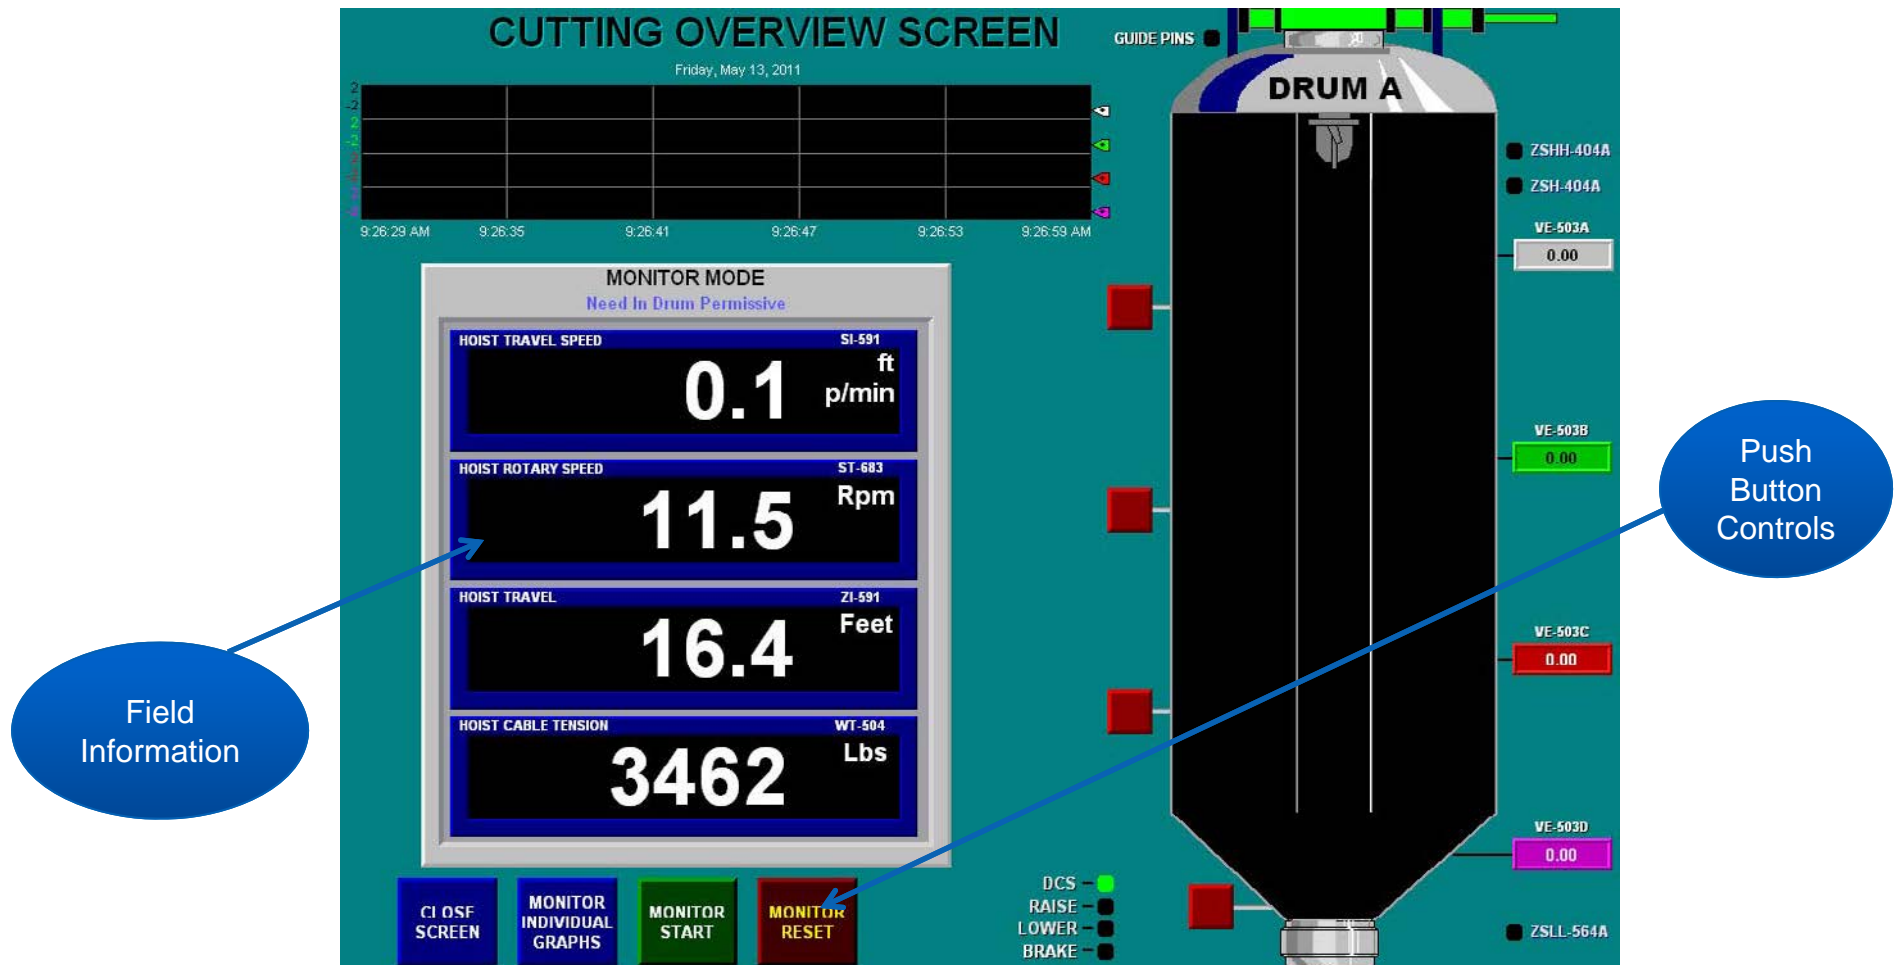 CUTTING OVERVIEW SCREEN
Friday, May 13, 2011
2
-2
2
-2
9:26:29 AM
9:26:35
9:26:41
9:26:47
9:26:53
9:26:59 AM
MONITOR MODE
Need In Drum Permissive
HOIST TRAVEL SPEED
SI-591
0.1
ft
p/min
HOIST ROTARY SPEED
ST-683
11.5
Rpm
HOIST TRAVEL
ZI-591
16.4
Feet
HOIST CABLE TENSION
WT-504
3462
Lbs
CLOSE
SCREEN
MONITOR
INDIVIDUAL
GRAPHS
MONITOR
START
MONITOR
RESET
DCS
RAISE
LOWER
BRAKE
GUIDE PINS
DRUM A
ZSHH-404A
ZSH-404A
VE-503A
0.00
VE-503B
0.00
VE-503C
0.00
VE-503D
0.00
ZSLL-564A
Field
Information
Push
Button
Controls